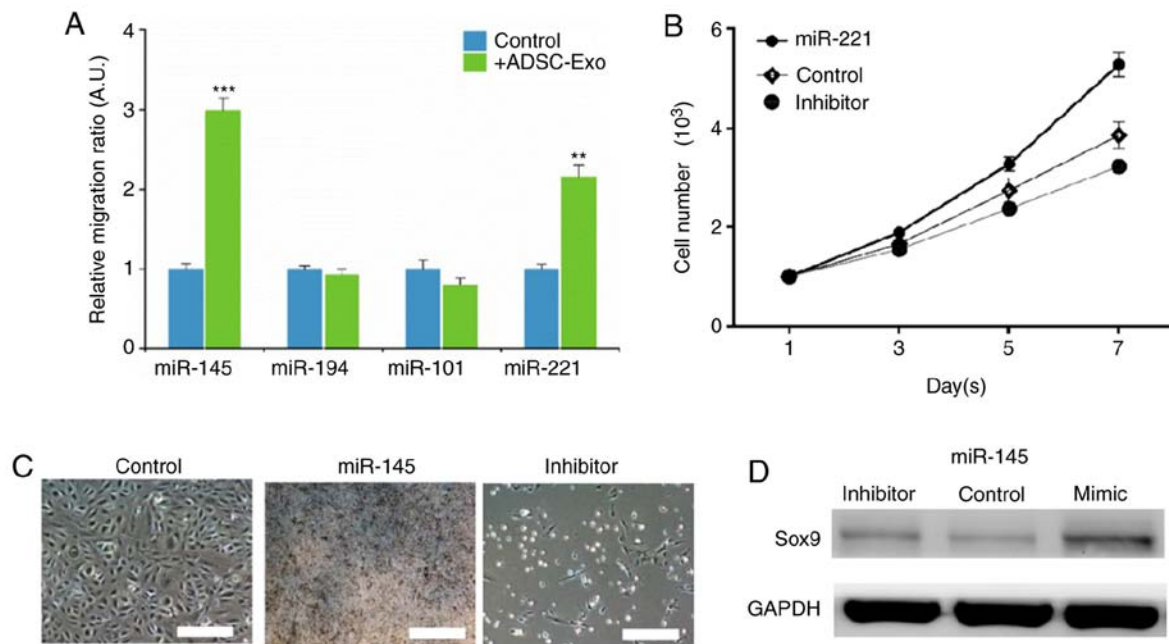 A
Relative migration ratio (A.U.)
4
3
2
1
0
Control
+ADSC-Exo
***
**
miR-145
miR-194
miR-101
miR-221
B
Cell number (10³)
6
4
2
0
miR-221
Control
Inhibitor
1 3 5 7
Day(s)
C
Control
miR-145
Inhibitor
D
miR-145
Inhibitor Control Mimic
Sox9
GAPDH